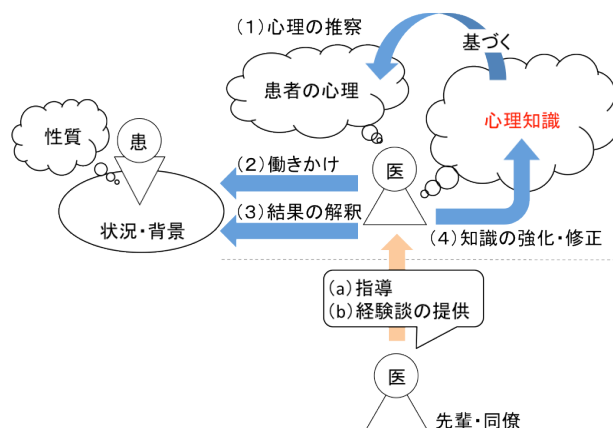 (1)心理の推察
基づく
患者の心理
心理知識
性質
患
医
(2)働きかけ
(3)結果の解釈
状況・背景
(4)知識の強化・修正
(a)指導
(b)経験談の提供
医
先輩・同僚